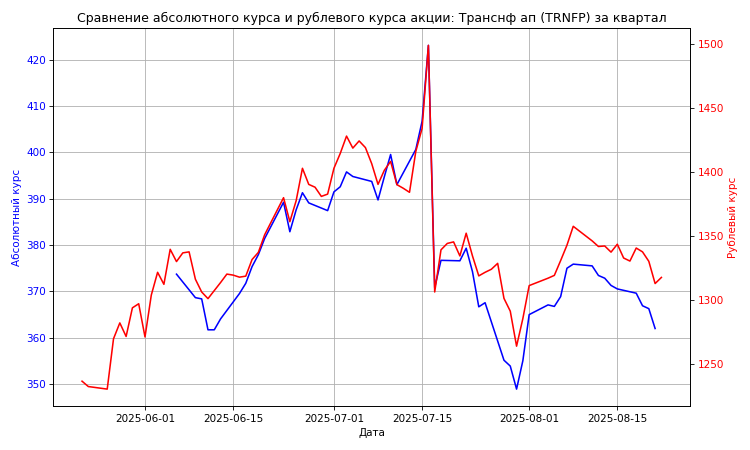 Сравнение абсолютного курса и рублевого курса акции: Транснф ап (TRNFP) за квартал
Абсолютный курс
420
410
400
390
380
370
360
350
1500
1450
1400
1350
1300
1250
Рублевый курс
2025-06-01 2025-06-15 2025-07-01 2025-07-15 2025-08-01 2025-08-15
Дата